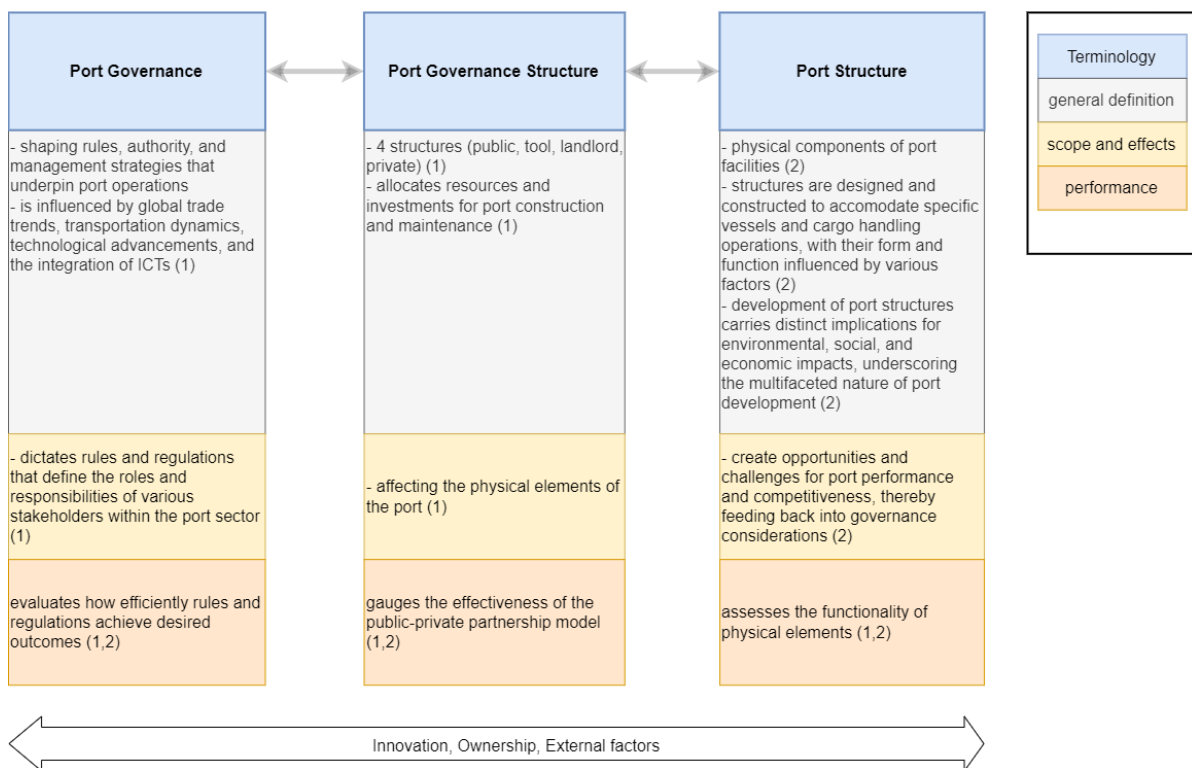 Port Governance
- shaping rules, authority, and
management strategies that
underpin port operations
- is influenced by global trade
trends, transportation dynamics,
technological advancements, and
the integration of ICTs (1)
- dictates rules and regulations
that define the roles and
responsibilities of various
stakeholders within the port sector
(1)
evaluates how efficiently rules and
regulations achieve desired
outcomes (1,2)
Port Governance Structure
- 4 structures (public, tool, landlord,
private) (1)
- allocates resources and
investments for port construction
and maintenance (1)
- affecting the physical elements of
the port (1)
gauges the effectiveness of the
public-private partnership model
(1,2)
Port Structure
- physical components of port
facilities (2)
- structures are designed and
constructed to accomodate specific
vessels and cargo handling
operations, with their form and
function influenced by various
factors (2)
- development of port structures
carries distinct implications for
environmental, social, and
economic impacts, underscoring
the multifaceted nature of port
development (2)
- create opportunities and
challenges for port performance
and competitiveness, thereby
feeding back into governance
considerations (2)
assesses the functionality of
physical elements (1,2)
Terminology
general definition
scope and effects
performance
Innovation, Ownership, External factors